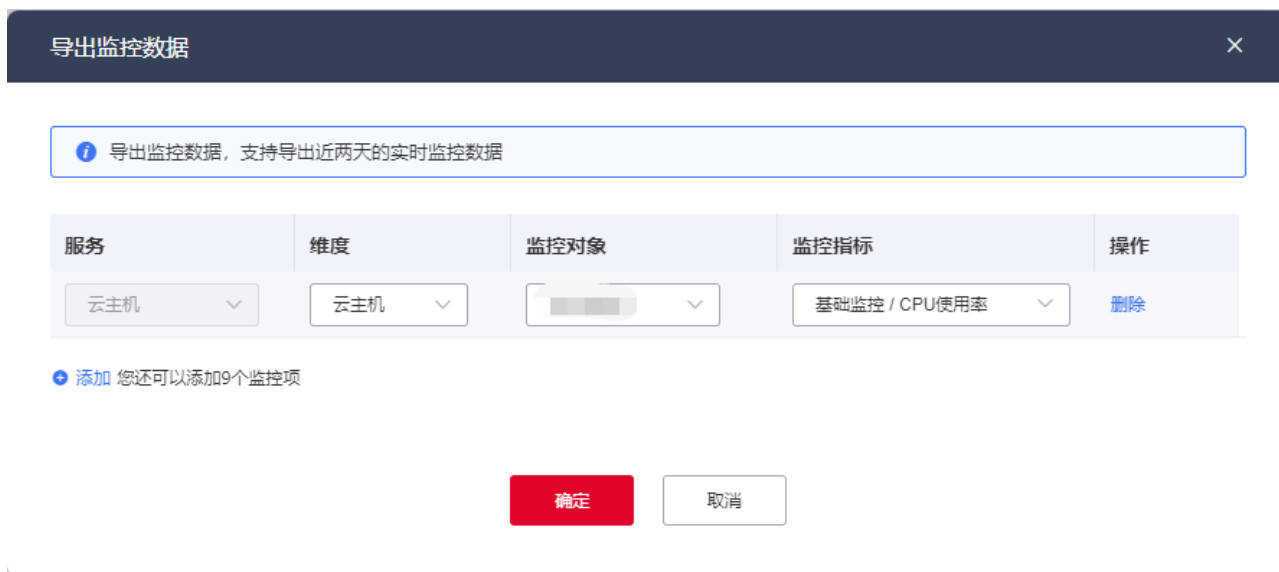 导出监控数据
导出监控数据，支持导出近两天的实时监控数据
服务 维度 监控对象 监控指标 操作
云主机 云主机 基础监控 / CPU使用率 删除
添加 您还可以添加9个监控项
确定 取消